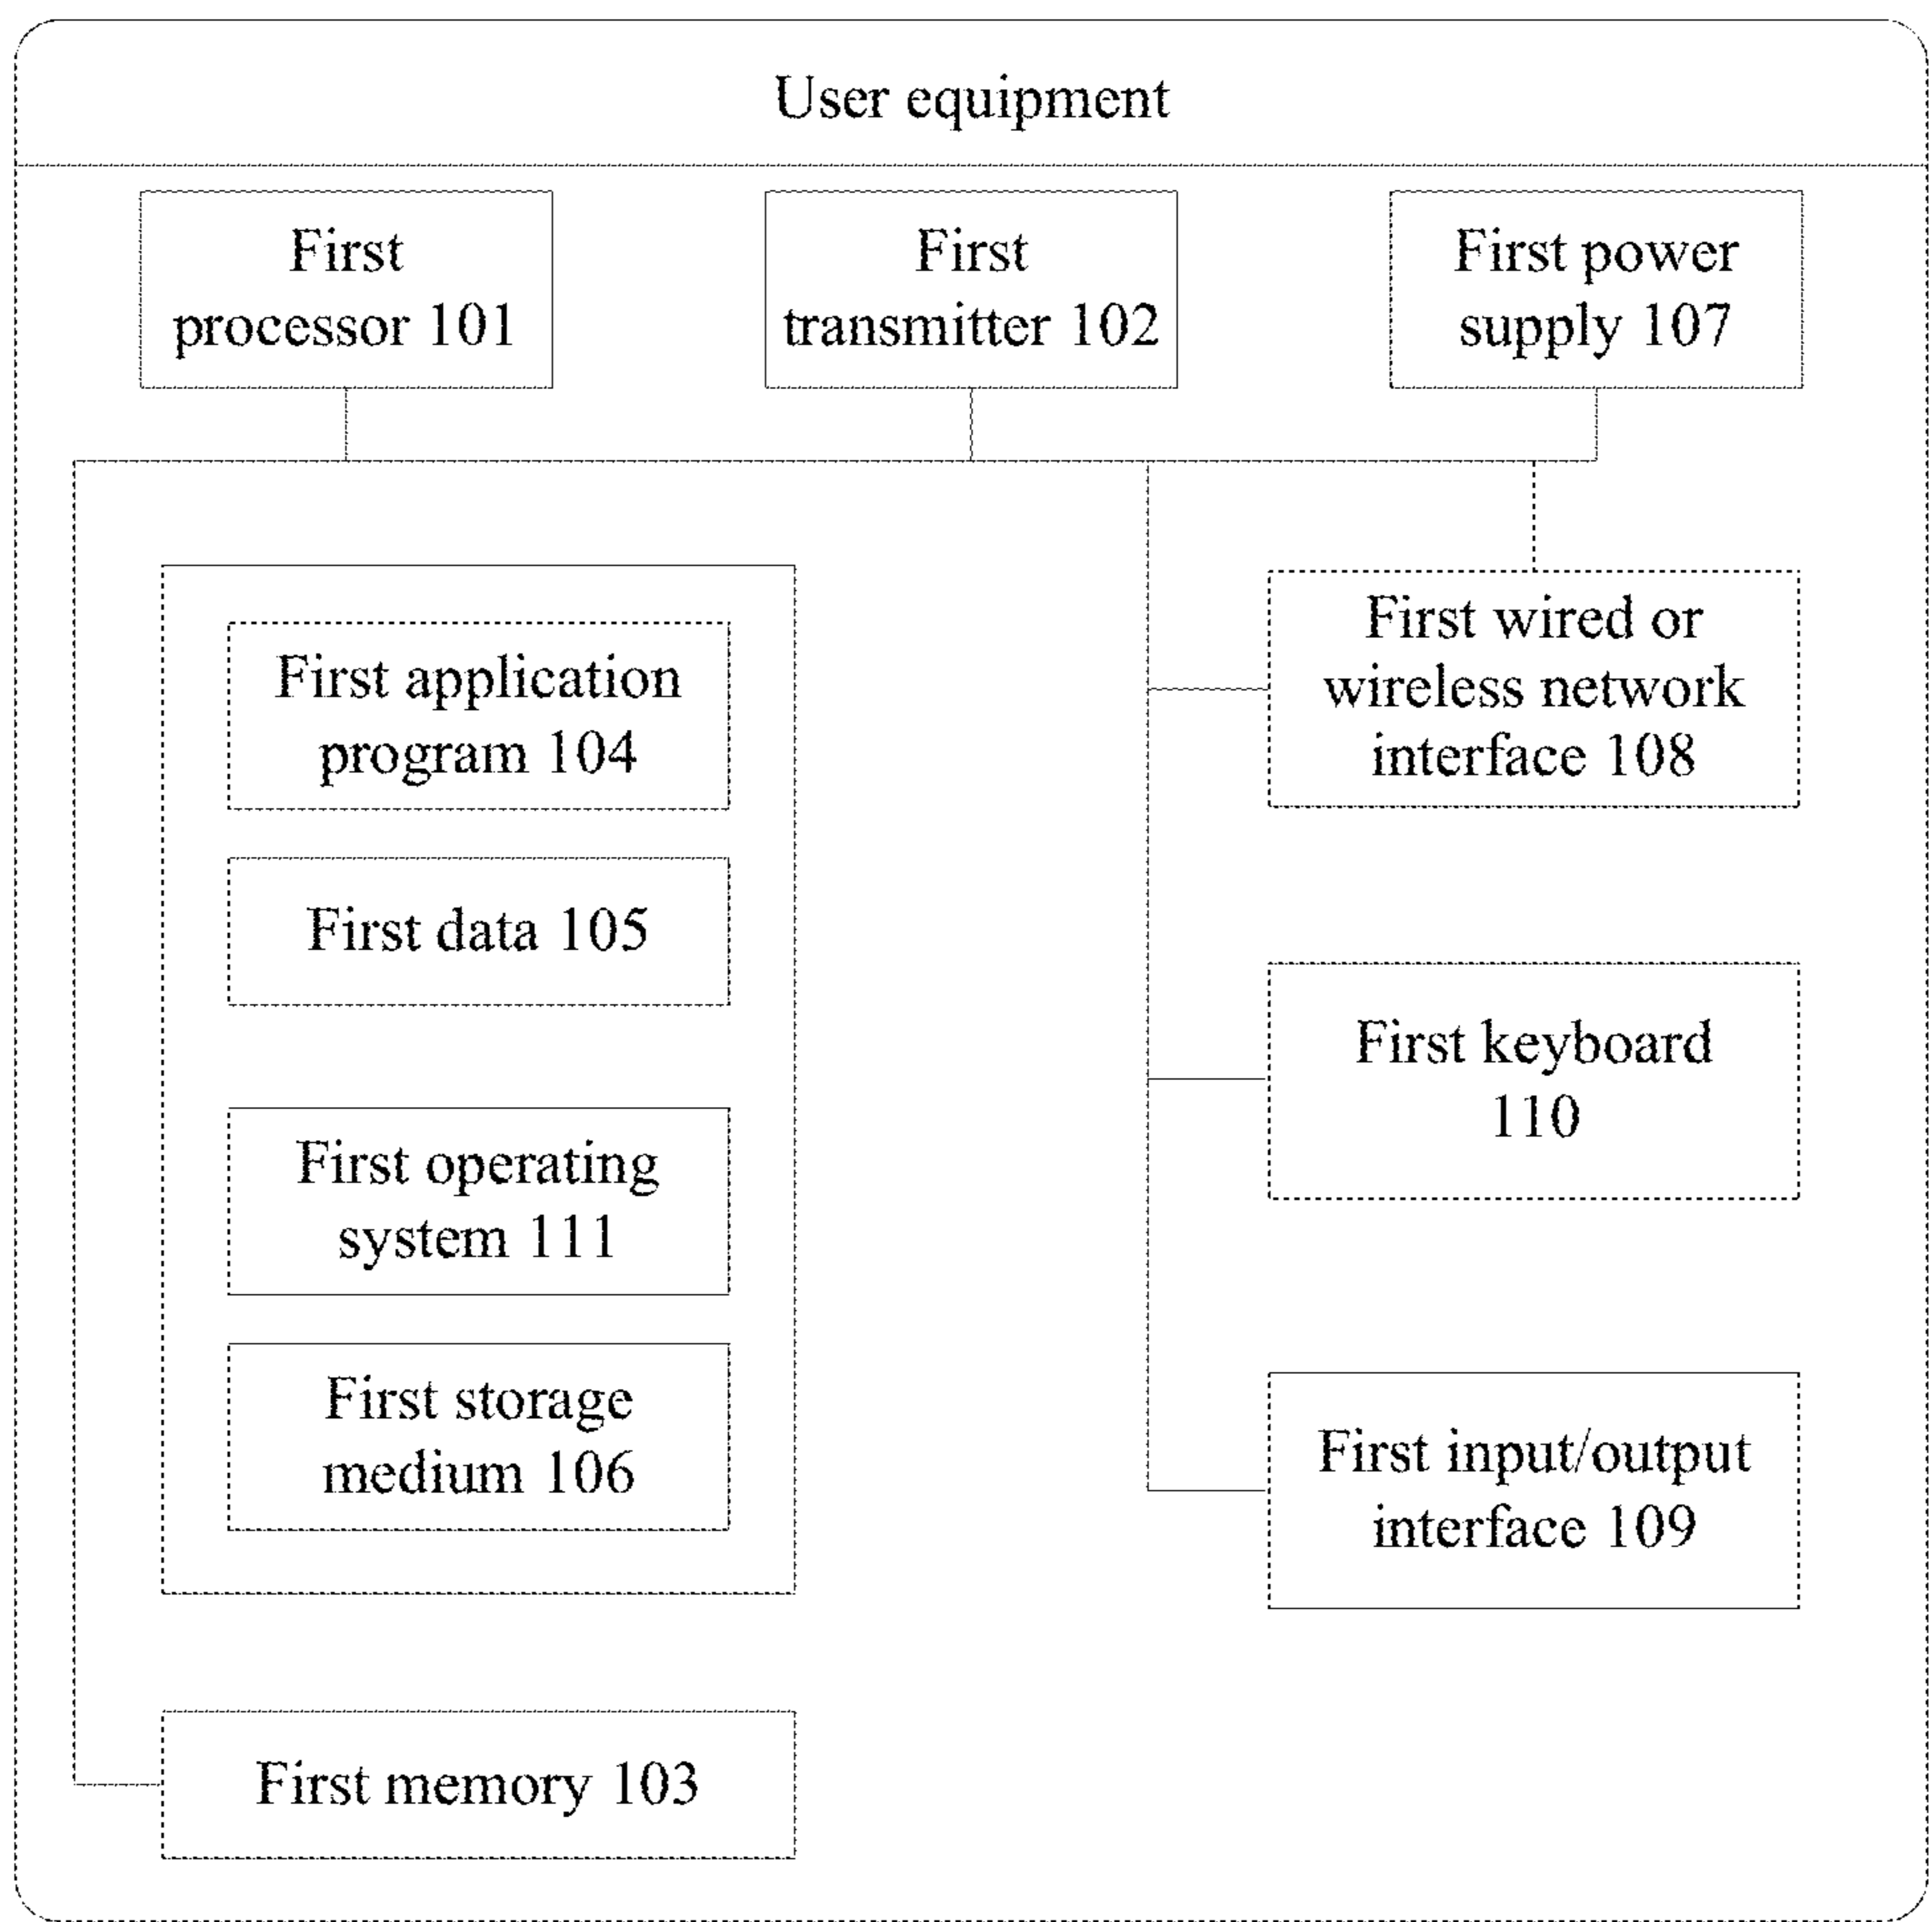 User equipment
First
processor 101
First
transmitter 102
First power
supply 107
First application
program 104
First data 105
First operating
system 111
First storage
medium 106
First memory 103
First wired or
wireless network
interface 108
First keyboard
110
First input/output
interface 109